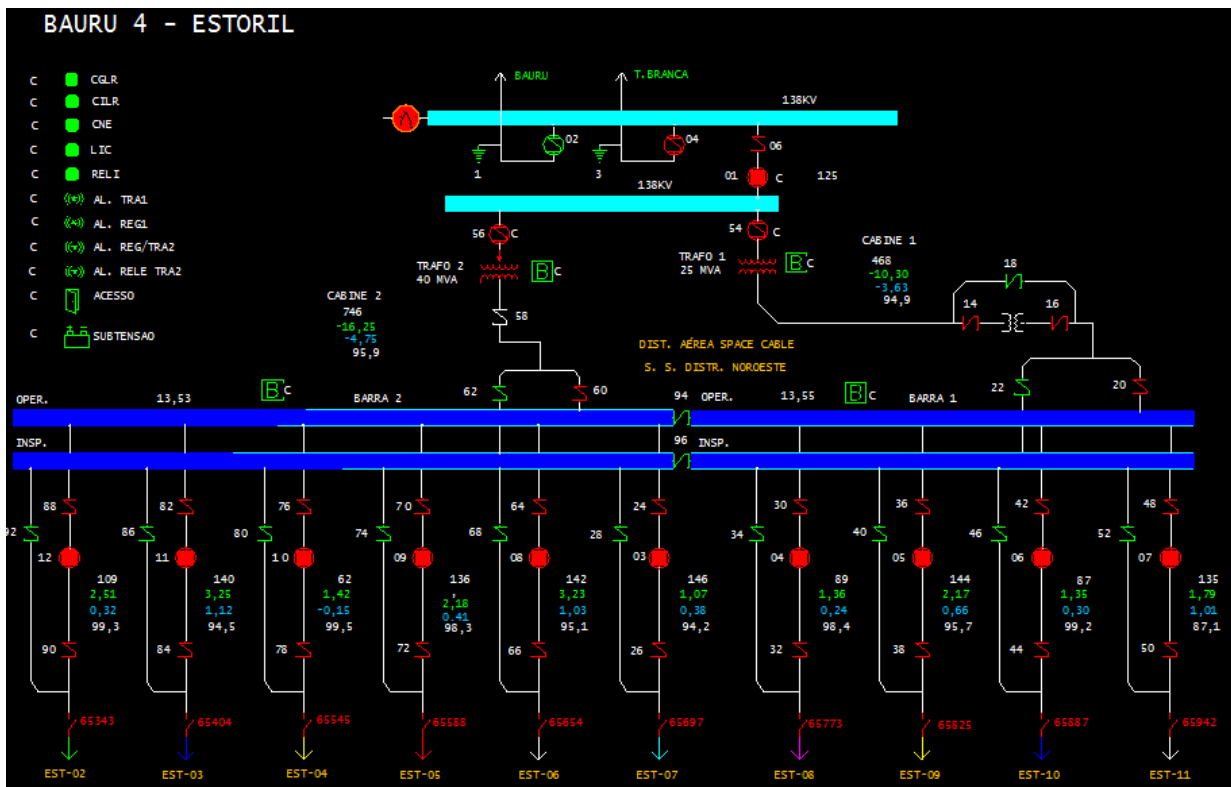 BAURU 4 - ESTORIL
C CGLR
C CILR
C CNE
C LIC
C RELI
C AL. TRA1
C AL. REG1
C AL. REG/TRA2
C AL. RELE TRA2
C ACESSO
C SUBTENSAO
BAURU T.BRANCA
138KV
02 04 06
1 3
01 C 125
138KV
56 C 54 C
TRAFO 2
40 MVA
B C
TRAFO 1
25 MVA
B C
CABINE 1
468
-10,30
-3,63
94,9
18
14 16
CABINE 2
746
-16,25
-4,75
95,9
58
DIST. AÉREA SPACE CABLE
S. S. DISTR. NOROESTE
62 60 22 20
OPER. 13,53 B C BARRA 2 94 OPER. 13,55 B C BARRA 1
INSP. 96 INSP.
88 82 76 70 64 24 30 36 42 48
92 86 80 74 68 28 34 40 46 52
12 11 10 09 08 03 04 05 06 07
109 140 62 136 142 146 89 144 87 135
2,51 3,25 1,42 2,18 3,23 1,07 1,36 2,17 1,35 1,79
0,32 1,12 -0,15 0.41 1,03 0,38 0,24 0,66 0,30 1,01
99,3 94,5 99,5 98,3 95,1 94,2 98,4 95,7 99,2 87,1
90 84 78 72 66 26 32 38 44 50
65343 65404 65545 65588 65654 65697 65773 65825 65887 65942
EST-02 EST-03 EST-04 EST-05 EST-06 EST-07 EST-08 EST-09 EST-10 EST-11